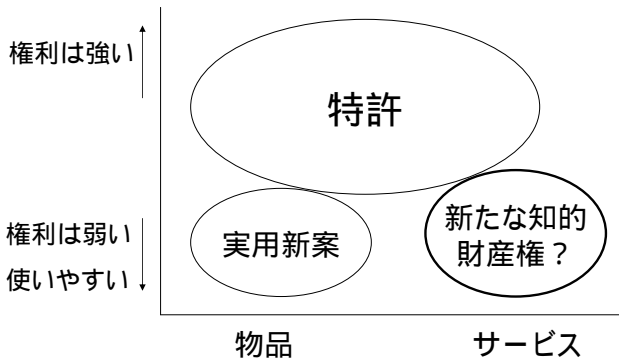 権利は強い
特許
権利は弱い
使いやすい
実用新案
新たな知的
財産権？
物品
サービス